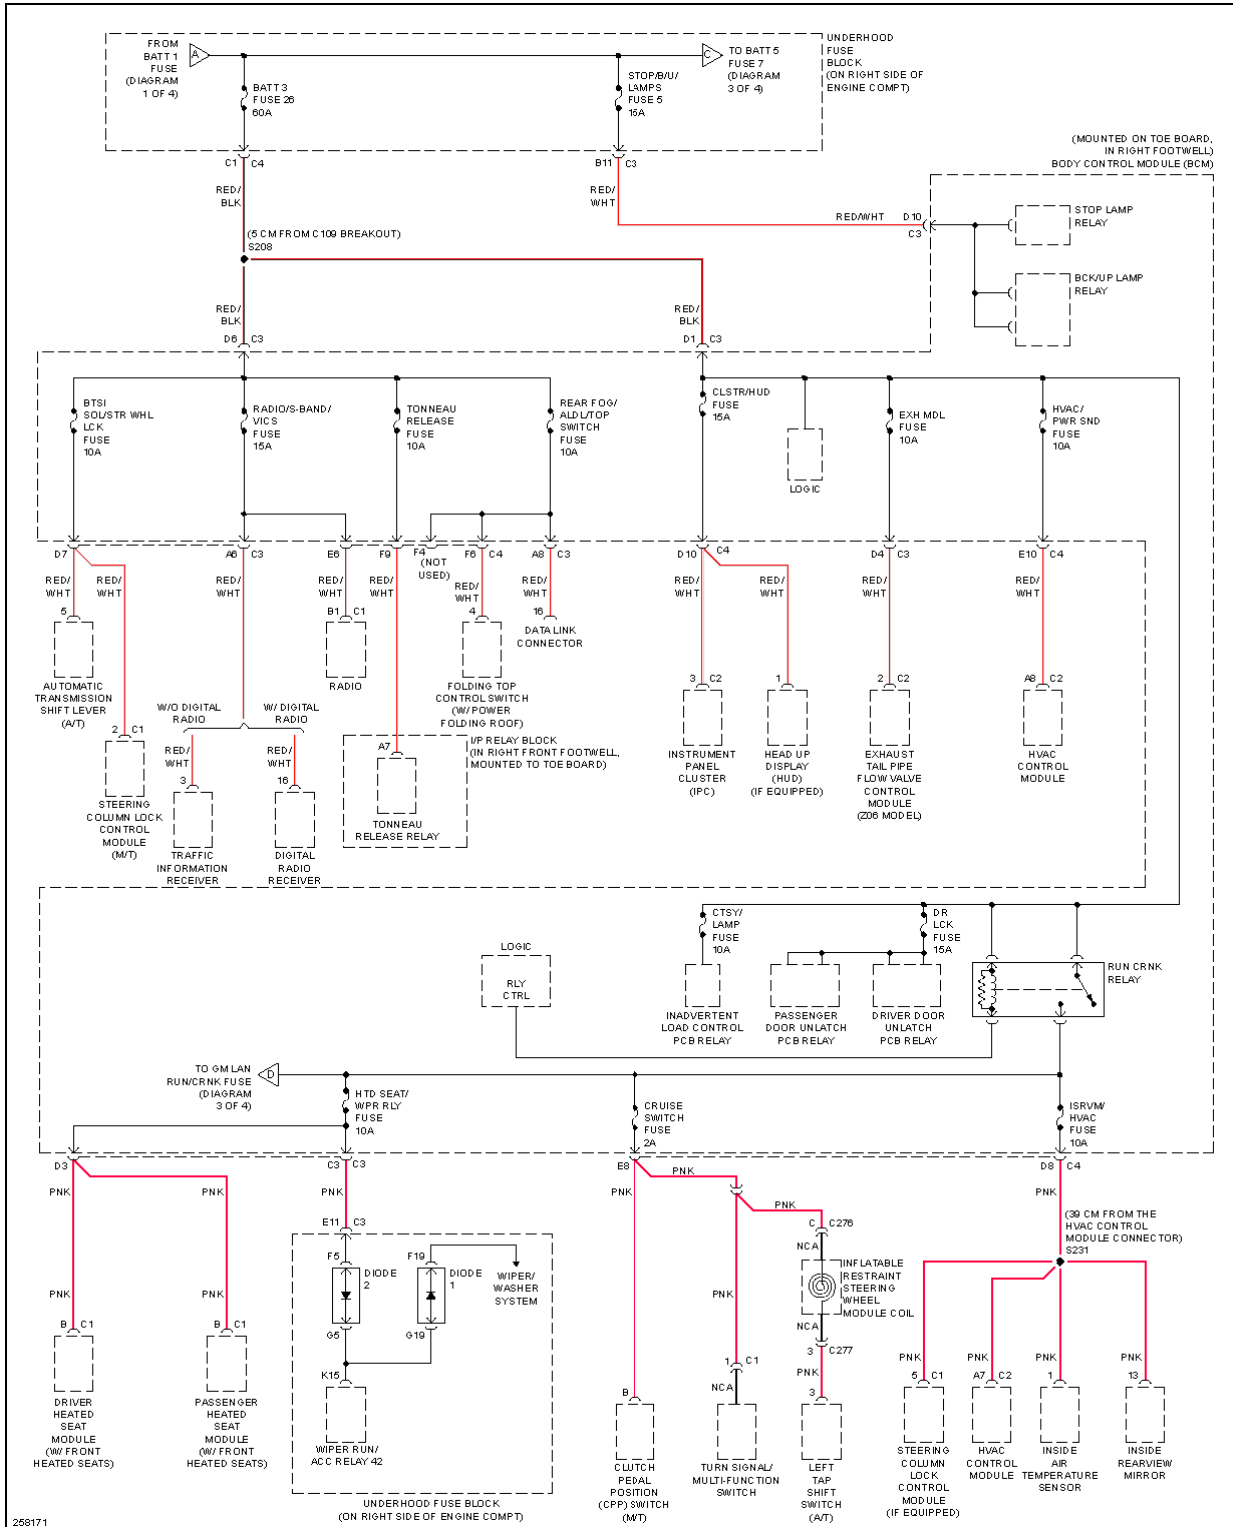 FROM
BATT 1
FUSE
(DIAGRAM
1 OF 4)
A
BATT 3
FUSE 26
60A
STOP/B/U/
LAMPS
FUSE 5
15A
C
TO BATT 5
FUSE 7
(DIAGRAM
3 OF 4)
UNDERHOOD
FUSE
BLOCK
(ON RIGHT SIDE OF
ENGINE COMPT)
C1 C4
B11 C3
RED/
BLK
RED/
WHT
(MOUNTED ON TOE BOARD,
IN RIGHT FOOTWELL)
BODY CONTROL MODULE (BCM)
RED/WHT D10
C3
STOP LAMP
RELAY
BCK/UP LAMP
RELAY
(5 CM FROM C109 BREAKOUT)
S208
RED/
BLK
RED/
BLK
D6 C3
D1 C3
BTSI
SOL/STR WHL
LCK
FUSE
10A
RADIO/S-BAND/
VICS
FUSE
15A
TONNEAU
RELEASE
FUSE
10A
REAR FOG/
ALDL/TOP
SWITCH
FUSE
10A
CLSTR/HUD
FUSE
15A
LOGIC
EXH MDL
FUSE
10A
HVAC/
PWR SND
FUSE
10A
D7
A6 C3
E6
F9
F4
(NOT
USED)
F6 C4
A8 C3
D10 C4
D4 C3
E10 C4
RED/
WHT
RED/
WHT
RED/
WHT
RED/
WHT
RED/
WHT
RED/
WHT
RED/
WHT
RED/
WHT
RED/
WHT
RED/
WHT
RED/
WHT
5
AUTOMATIC
TRANSMISSION
SHIFT LEVER
(A/T)
2 C1
STEERING
COLUMN LOCK
CONTROL
MODULE
(M/T)
W/O DIGITAL
RADIO
W/ DIGITAL
RADIO
RED/
WHT
RED/
WHT
3
TRAFFIC
INFORMATION
RECEIVER
16
DIGITAL
RADIO
RECEIVER
B1 C1
RADIO
4
FOLDING TOP
CONTROL SWITCH
(W/POWER
FOLDING ROOF)
16
DATA LINK
CONNECTOR
I/P RELAY BLOCK
(IN RIGHT FRONT FOOTWELL,
MOUNTED TO TOE BOARD)
A7
TONNEAU
RELEASE RELAY
3 C2
INSTRUMENT
PANEL
CLUSTER
(IPC)
1
HEAD UP
DISPLAY
(HUD)
(IF EQUIPPED)
2 C2
EXHAUST
TAIL PIPE
FLOW VALVE
CONTROL
MODULE
(Z06 MODEL)
A8 C2
HVAC
CONTROL
MODULE
LOGIC
RLY
CTRL
CTSY/
LAMP
FUSE
10A
DR
LCK
FUSE
15A
RUN CRNK
RELAY
INADVERTENT
LOAD CONTROL
PCB RELAY
PASSENGER
DOOR UNLATCH
PCB RELAY
DRIVER DOOR
UNLATCH
PCB RELAY
TO GM LAN
RUN/CRNK FUSE
(DIAGRAM
3 OF 4)
D
HTD SEAT/
WPR RLY
FUSE
10A
CRUISE
SWITCH
FUSE
2A
ISRVM/
HVAC
FUSE
10A
D3
C3 C3
E8
D8 C4
PNK
PNK
PNK
PNK
PNK
PNK
PNK
E11 C3
F5
F19
DIODE
2
DIODE
1
WIPER/
WASHER
SYSTEM
G5
G19
K15
WIPER RUN/
ACC RELAY 42
UNDERHOOD FUSE BLOCK
(ON RIGHT SIDE OF ENGINE COMPT)
PNK
PNK
B C1
DRIVER
HEATED
SEAT
MODULE
(W/ FRONT
HEATED SEATS)
B C1
PASSENGER
HEATED
SEAT
MODULE
(W/ FRONT
HEATED SEATS)
B
CLUTCH
PEDAL
POSITION
(CPP) SWITCH
(M/T)
PNK
1 C1
NCA
TURN SIGNAL/
MULTI-FUNCTION
SWITCH
C C276
NCA
INFLATABLE
RESTRAINT
STEERING
WHEEL
MODULE COIL
NCA
3 C277
PNK
3
LEFT
TAP
SHIFT
SWITCH
(A/T)
(39 CM FROM THE
HVAC CONTROL
MODULE CONNECTOR)
S231
PNK
PNK
PNK
PNK
5 C1
STEERING
COLUMN
LOCK
CONTROL
MODULE
(IF EQUIPPED)
A7 C2
HVAC
CONTROL
MODULE
1
INSIDE
AIR
TEMPERATURE
SENSOR
13
INSIDE
REARVIEW
MIRROR
258171